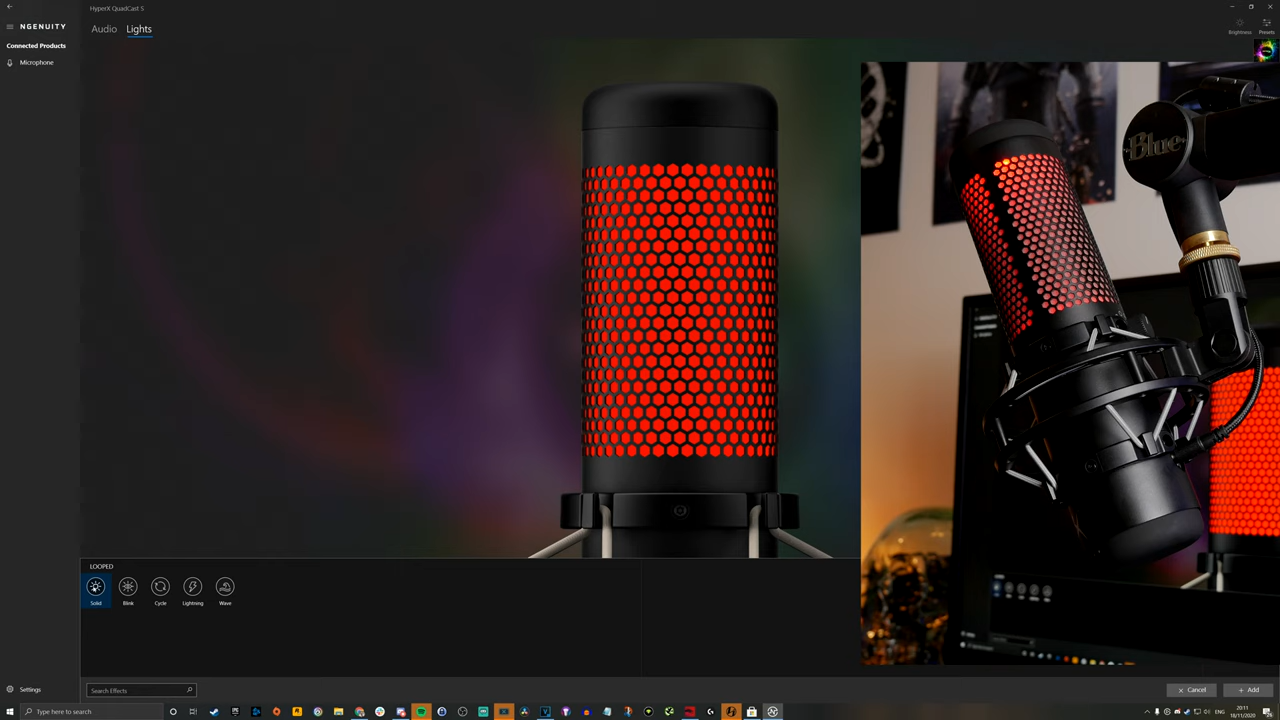 HyperX QuadCast S
NGENUITY
Audio Lights
Brightness Presets
Connected Products
Microphone
Blue
LOOPED
Solid Blink Cycle Lightning Wave
Settings
Search Effects
Cancel
+ Add
Type here to search
ENG
20:11
18/11/2020